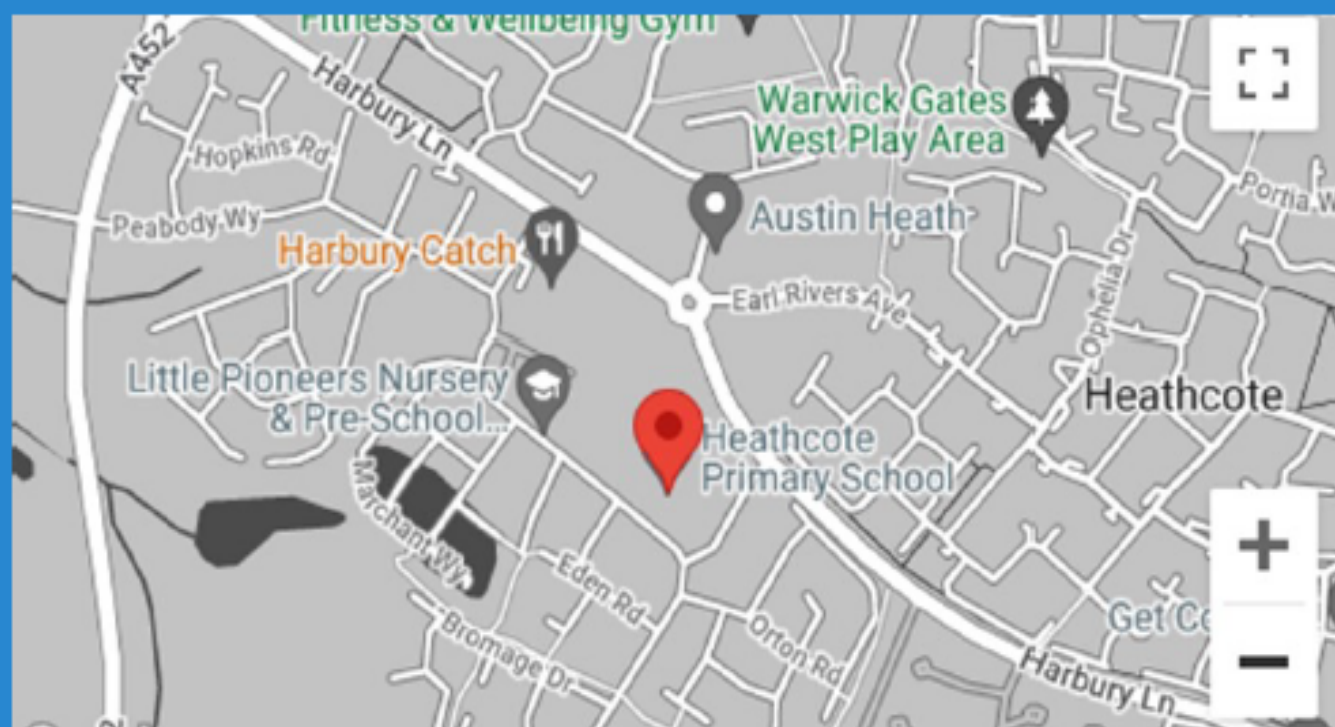 Fitness & Wellbeing Gym
A452
Harbury Ln
Warwick Gates
West Play Area
Hopkins Rd
Portia
Peabody Wy
Austin Heath
Harbury Catch
Earl Rivers Ave
Ophelia Dr
Little Pioneers Nursery
& Pre-School...
Heathcote
Heathcote
Primary School
Marchant Wy
Eden Rd
Get
Bromage Dr
Orton Rd
Harbury Ln